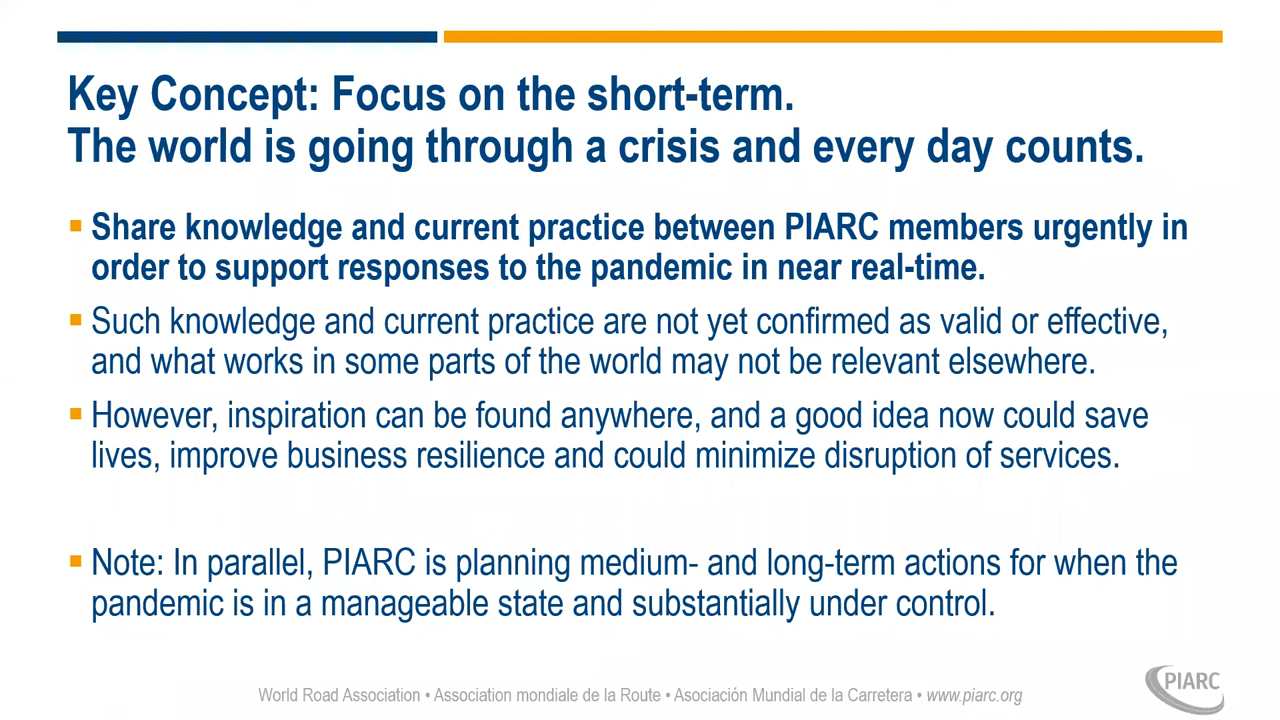 Key Concept: Focus on the short-term.
The world is going through a crisis and every day counts.
Share knowledge and current practice between PIARC members urgently in
order to support responses to the pandemic in near real-time.
Such knowledge and current practice are not yet confirmed as valid or effective,
and what works in some parts of the world may not be relevant elsewhere.
However, inspiration can be found anywhere, and a good idea now could save
lives, improve business resilience and could minimize disruption of services.
Note: In parallel, PIARC is planning medium- and long-term actions for when the
pandemic is in a manageable state and substantially under control.
World Road Association • Association mondiale de la Route • Asociación Mundial de la Carretera • www.piarc.org
PIARC